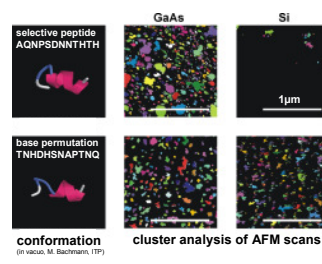 GaAs Si
selective peptide
AQNPSDNNTHTH
1μm
base permutation
TNHDHSNAPTNQ
conformation cluster analysis of AFM scans
(in vacuo, M. Bachmann, ITP)